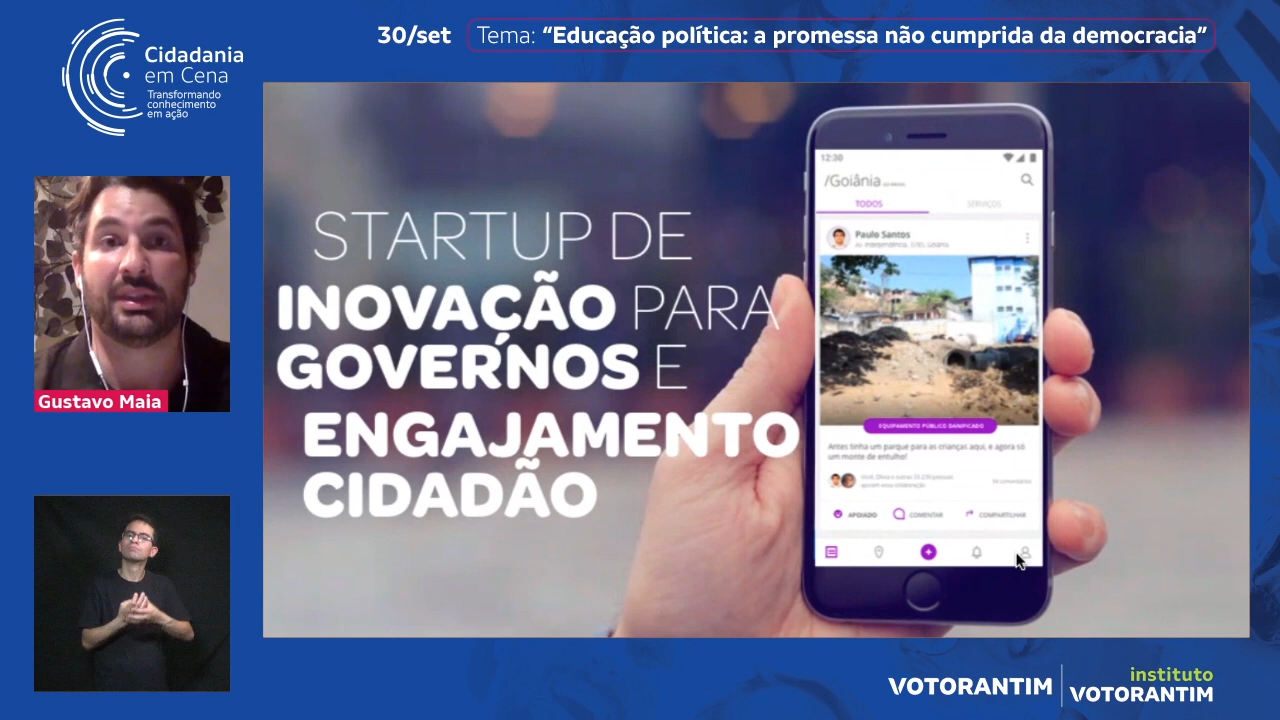 Cidadania
em Cena
Transformando
conhecimento
em ação
30/set
Tema: “Educação política: a promessa não cumprida da democracia”
Gustavo Maia
STARTUP DE
INOVAÇÃO PARA
GOVERNOS E
ENGAJAMENTO
CIDADÃO
12:30
/Goiânia
TODOS
SERVIÇOS
Paulo Santos
EQUIPAMENTO PÚBLICO DANIFICADO
Antes tinha um parque para as crianças aqui, e agora só
um monte de entulho!
APOIADO
COMENTAR
COMPARTILHAR
VOTORANTIM
instituto
VOTORANTIM